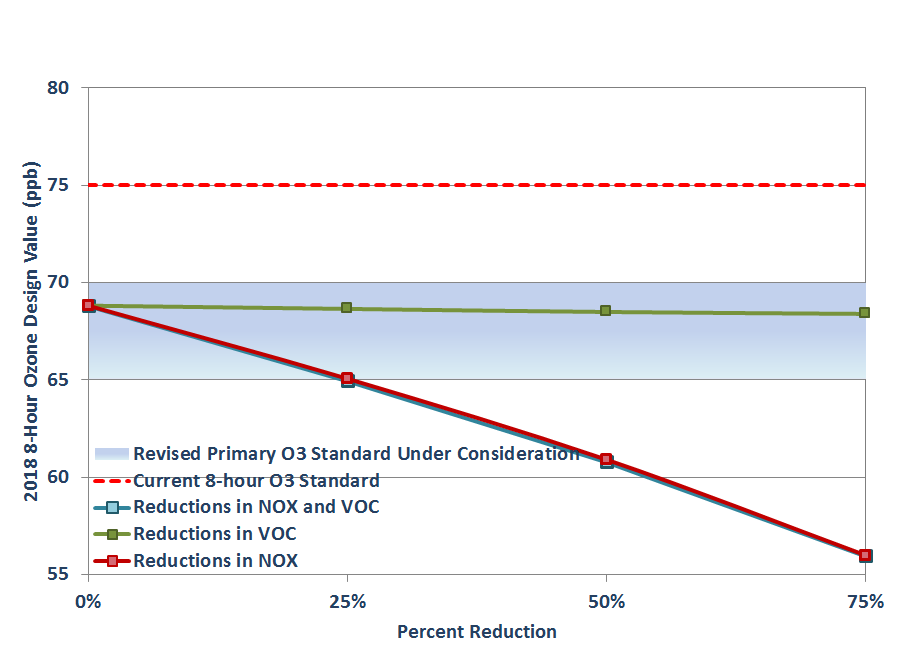 80
75
70
65
60
55
2018 8-Hour Ozone Design Value (ppb)
Revised Primary O3 Standard Under Consideration
Current 8-hour O3 Standard
Reductions in NOX and VOC
Reductions in VOC
Reductions in NOX
0% 25% 50% 75%
Percent Reduction